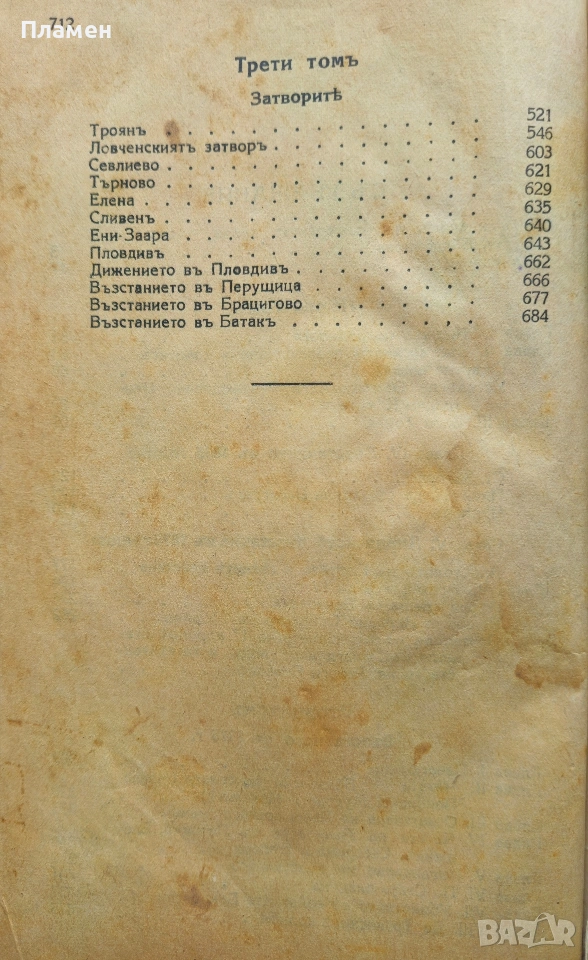 712
Пламен
Трети томъ
Затворитѣ
Троянъ . . . . . . . . . . . . . . . 521
Ловченскиятъ затворъ . . . . . . . . . . . 546
Севлиево . . . . . . . . . . . . . . 603
Търново . . . . . . . . . . . . . . 621
Елена . . . . . . . . . . . . . . . 629
Сливенъ . . . . . . . . . . . . . . 635
Ени-Заара . . . . . . . . . . . . . 640
Пловдивъ . . . . . . . . . . . . . 643
Дижението въ Пловдивъ . . . . . . . . . 662
Възстанието въ Перущица . . . . . . . . 666
Възстанието въ Брацигово . . . . . . . . 677
Възстанието въ Батакъ . . . . . . . . . 684
BAZAR